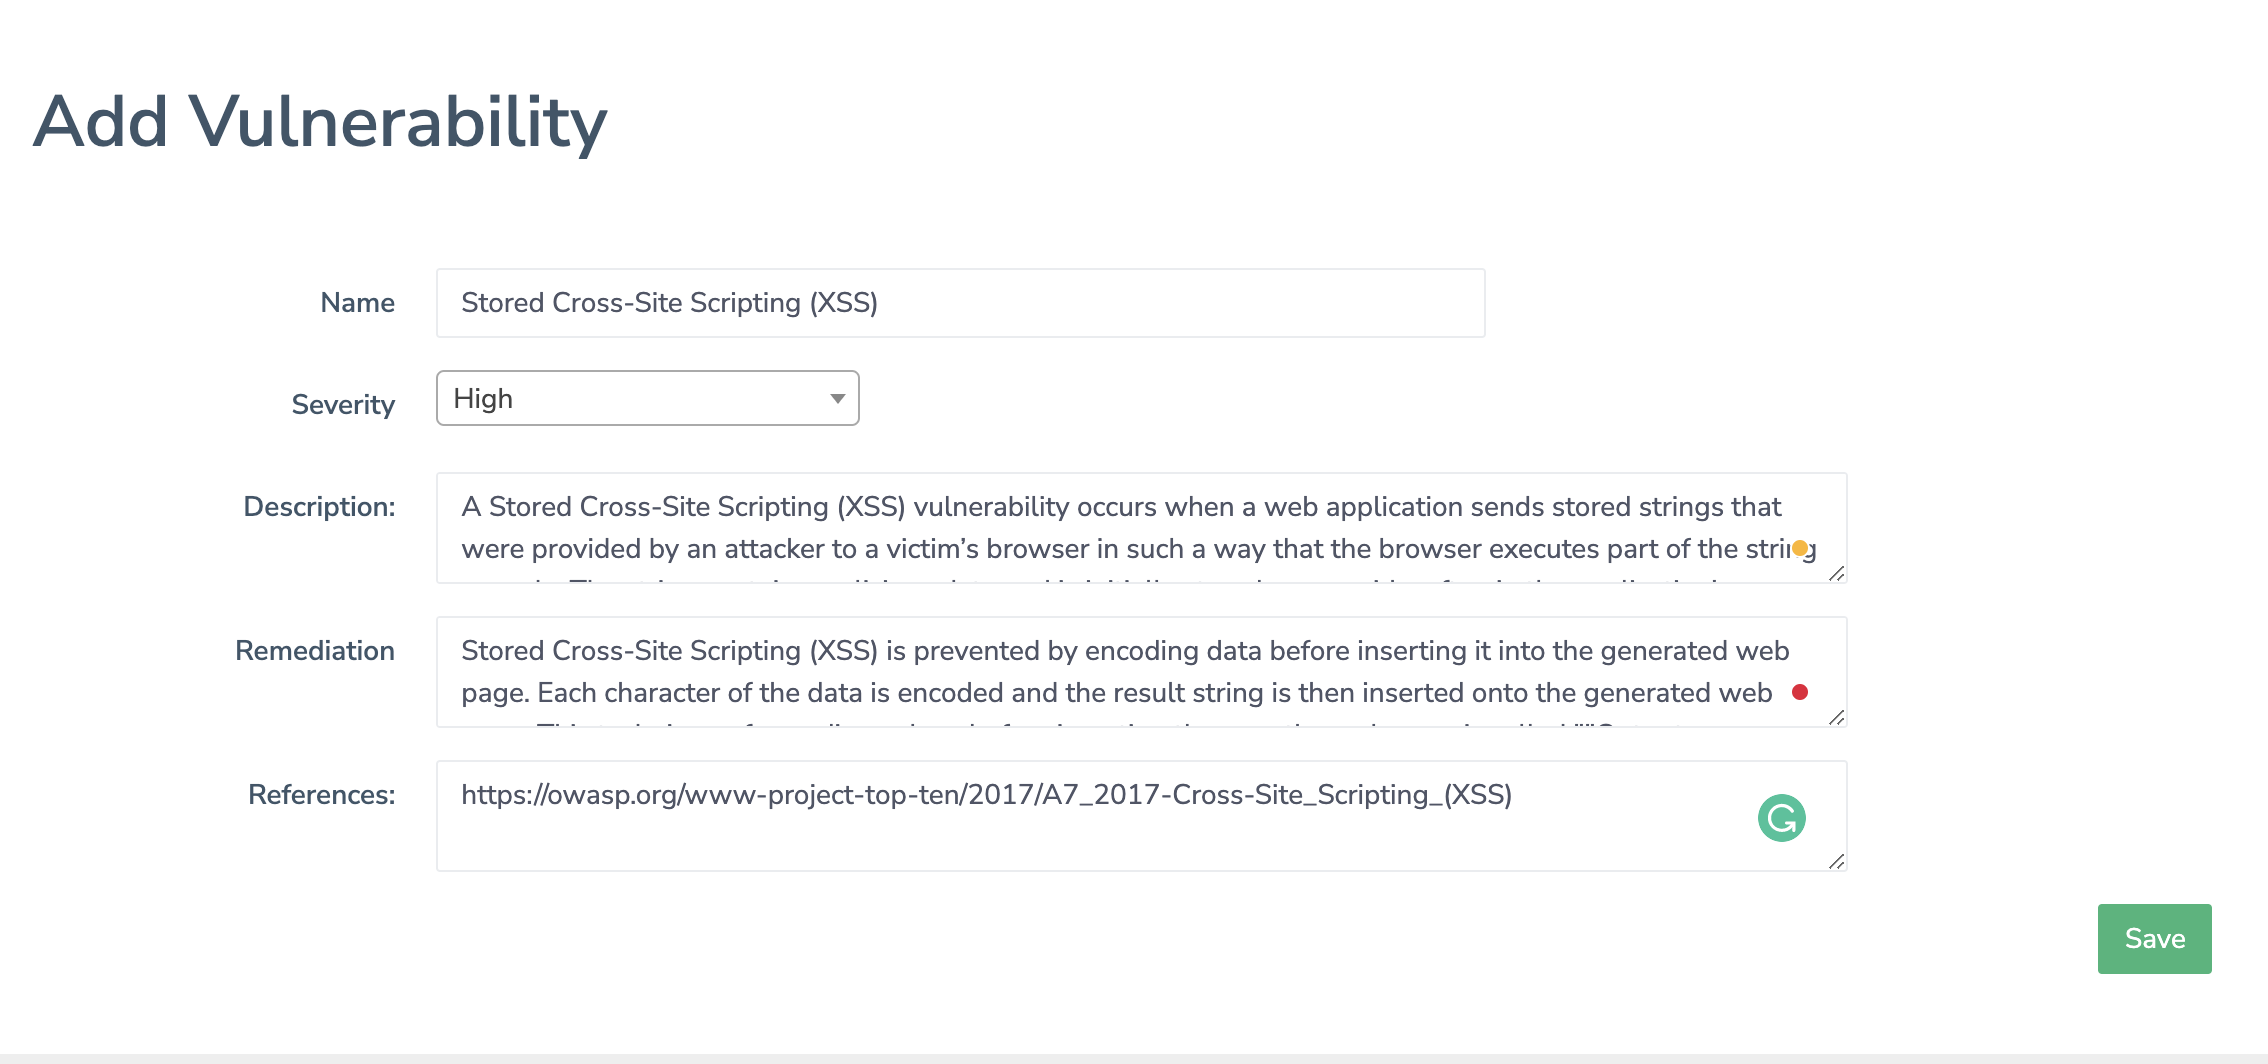 Add Vulnerability
Name
Stored Cross-Site Scripting (XSS)
Severity
High
Description:
A Stored Cross-Site Scripting (XSS) vulnerability occurs when a web application sends stored strings that
were provided by an attacker to a victim’s browser in such a way that the browser executes part of the string
Remediation
Stored Cross-Site Scripting (XSS) is prevented by encoding data before inserting it into the generated web
page. Each character of the data is encoded and the result string is then inserted onto the generated web
References:
https://owasp.org/www-project-top-ten/2017/A7_2017-Cross-Site_Scripting_(XSS)
Save